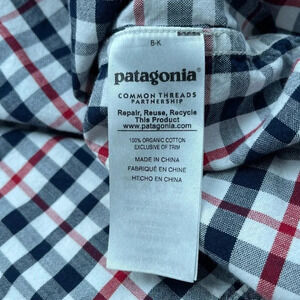 B-K
patagonia®
COMMON THREADS
PARTNERSHIP
Repair, Reuse, Recycle
This Product
www.patagonia.com
100% ORGANIC COTTON
EXCLUSIVE OF TRIM
MADE IN CHINA
FABRIQUÉ EN CHINE
HECHO EN CHINA